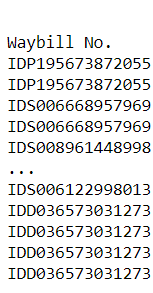 Waybill No.
IDP195673872055
IDP195673872055
IDS006668957969
IDS006668957969
IDS008961448998
...
IDS006122998013
IDD036573031273
IDD036573031273
IDD036573031273
IDD036573031273